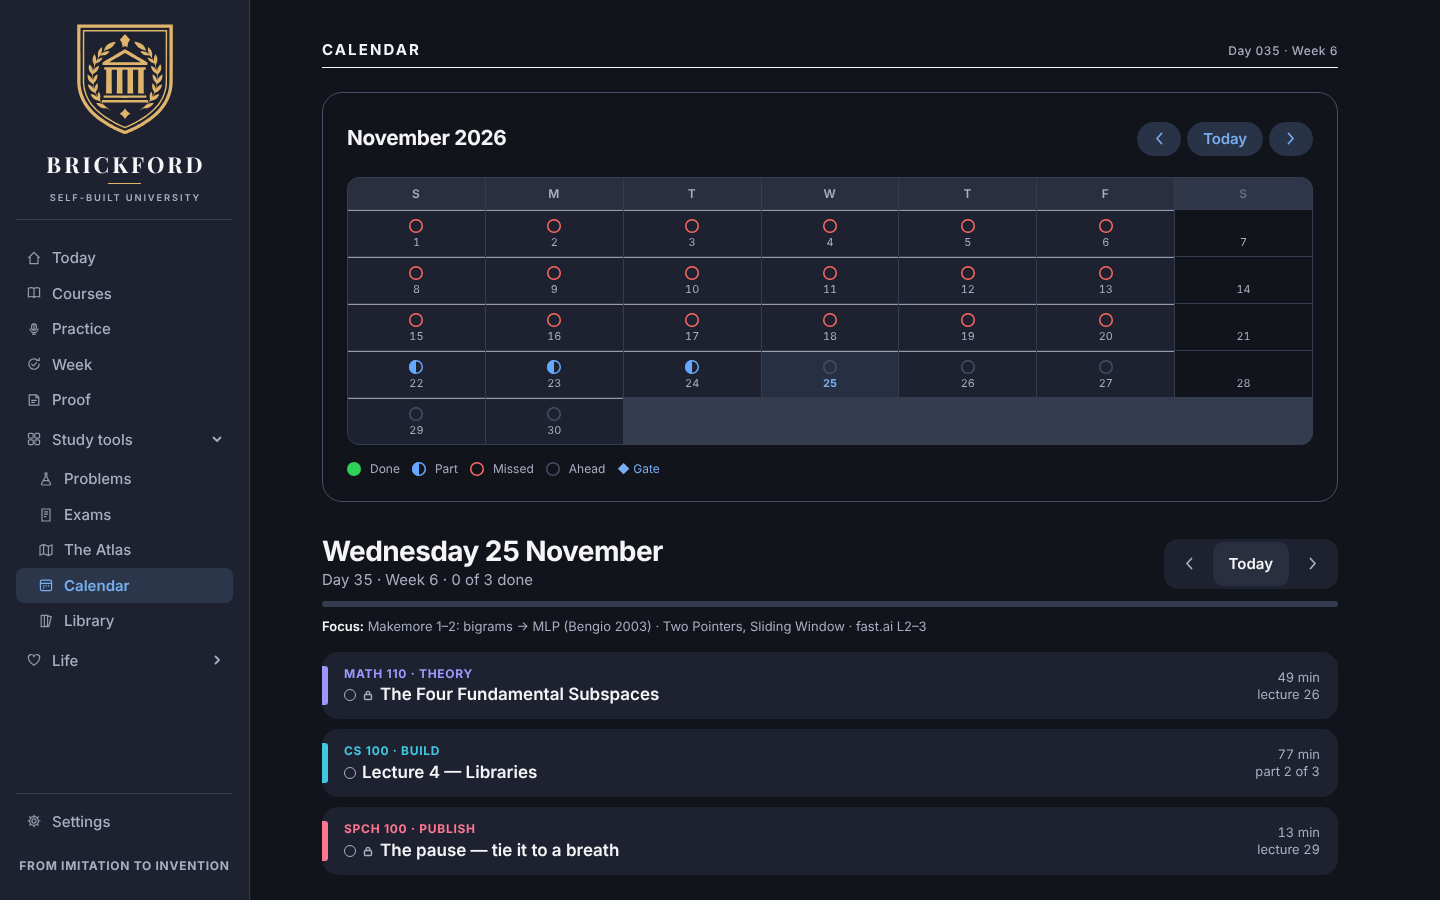 BRICKFORD
SELF-BUILT UNIVERSITY
Today
Courses
Practice
Week
Proof
Study tools
Problems
Exams
The Atlas
Calendar
Library
Life
Settings
FROM IMITATION TO INVENTION
CALENDAR
Day 035 · Week 6
November 2026
Today
S M T W T F S
1 2 3 4 5 6 7
8 9 10 11 12 13 14
15 16 17 18 19 20 21
22 23 24 25 26 27 28
29 30
Done Part Missed Ahead Gate
Wednesday 25 November
Day 35 · Week 6 · 0 of 3 done
Today
Focus: Makemore 1–2: bigrams → MLP (Bengio 2003) · Two Pointers, Sliding Window · fast.ai L2–3
MATH 110 · THEORY
The Four Fundamental Subspaces
49 min
lecture 26
CS 100 · BUILD
Lecture 4 — Libraries
77 min
part 2 of 3
SPCH 100 · PUBLISH
The pause — tie it to a breath
13 min
lecture 29